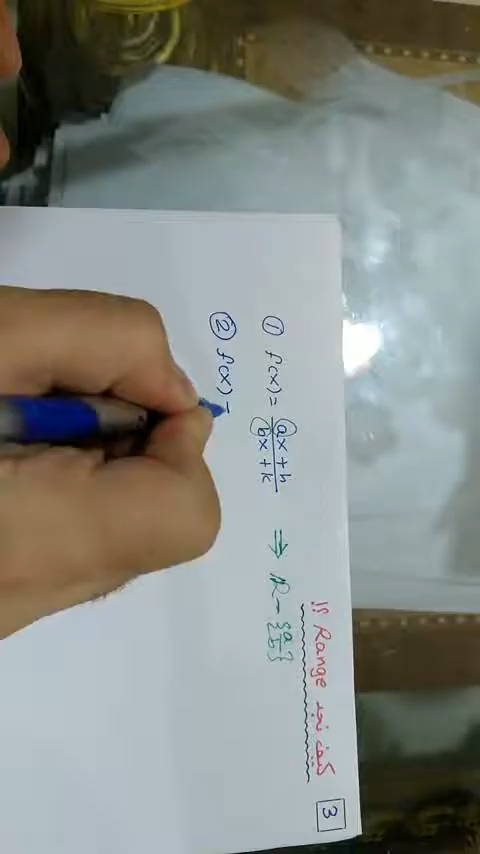 3
كيف نجد Range ؟؟
① f(x) = ax + h / bx + k ⇒ R - {a/b}
② f(x) =